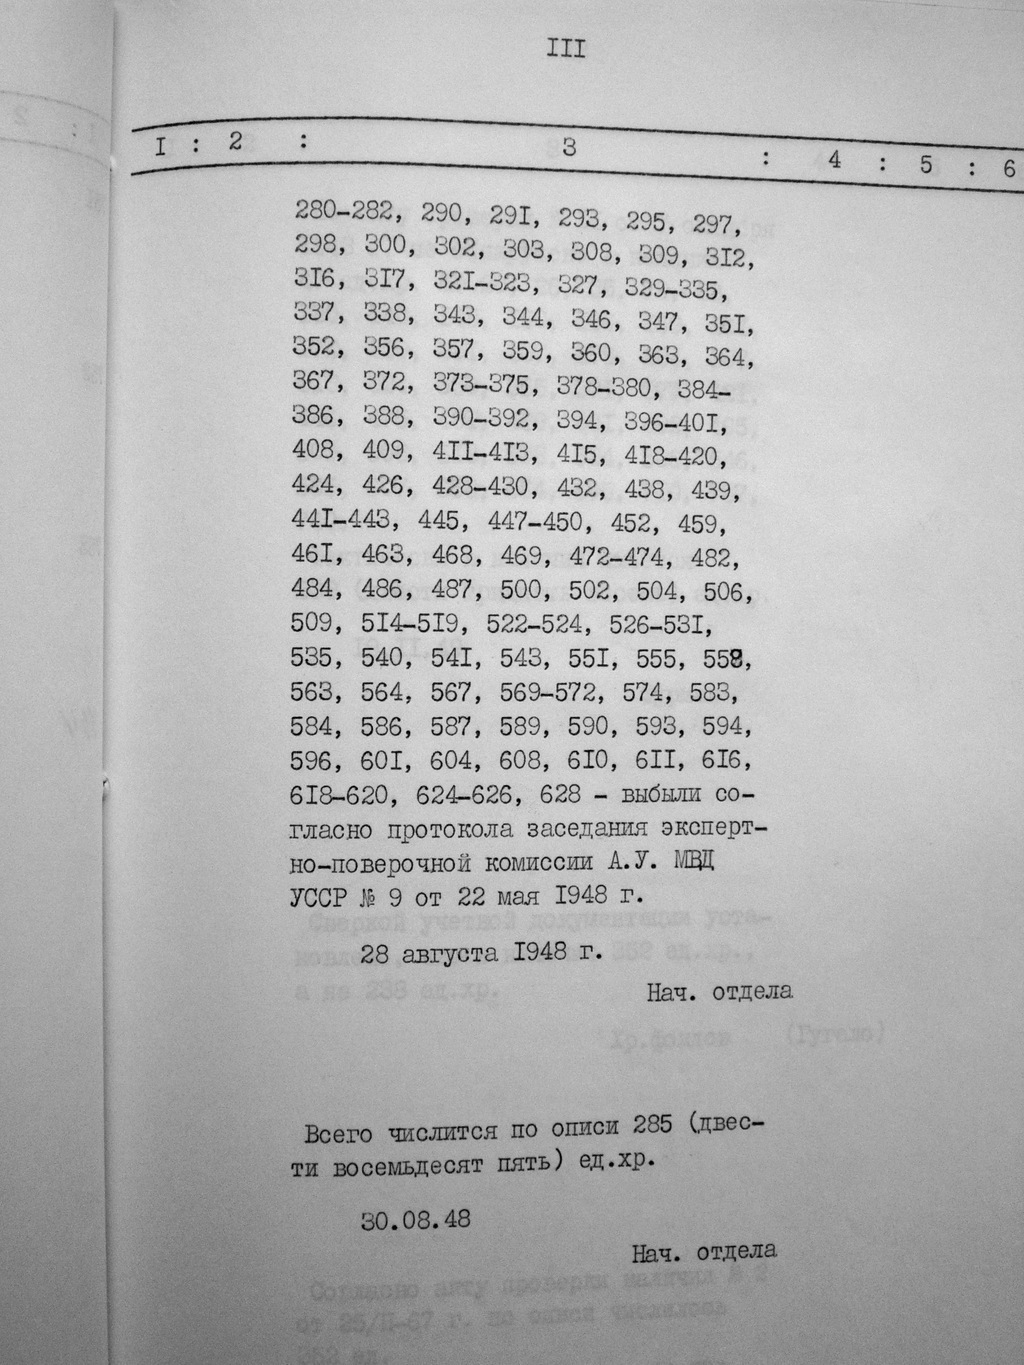 III
I : 2 : 3 : 4 : 5 : 6
280-282, 290, 29I, 293, 295, 297,
298, 300, 302, 303, 308, 309, 3I2,
3I6, 3I7, 32I-323, 327, 329-335,
337, 338, 343, 344, 346, 347, 35I,
352, 356, 357, 359, 360, 363, 364,
367, 372, 373-375, 378-380, 384-
386, 388, 390-392, 394, 396-40I,
408, 409, 4II-4I3, 4I5, 4I8-420,
424, 426, 428-430, 432, 438, 439,
44I-443, 445, 447-450, 452, 459,
46I, 463, 468, 469, 472-474, 482,
484, 486, 487, 500, 502, 504, 506,
509, 5I4-5I9, 522-524, 526-53I,
535, 540, 54I, 543, 55I, 555, 558,
563, 564, 567, 569-572, 574, 583,
584, 586, 587, 589, 590, 593, 594,
596, 60I, 604, 608, 6I0, 6II, 6I6,
6I8-620, 624-626, 628 - выбыли со-
гласно протокола заседания эксперт-
но-поверочной комиссии А.У. МВД
УССР № 9 от 22 мая I948 г.
28 августа I948 г.
Нач. отдела
Всего числится по описи 285 (двес-
ти восемьдесят пять) ед.хр.
30.08.48
Нач. отдела